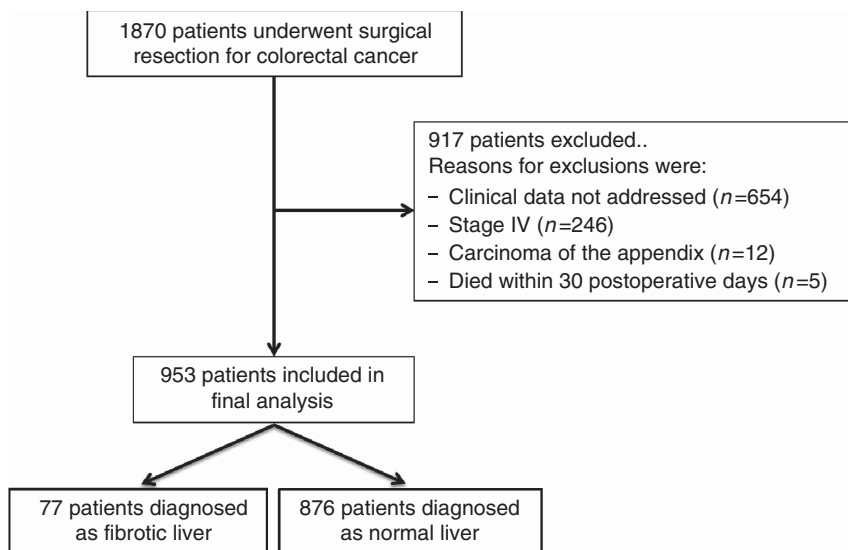 1870 patients underwent surgical
resection for colorectal cancer
917 patients excluded..
Reasons for exclusions were:
– Clinical data not addressed (n=654)
– Stage IV (n=246)
– Carcinoma of the appendix (n=12)
– Died within 30 postoperative days (n=5)
953 patients included in
final analysis
77 patients diagnosed
as fibrotic liver
876 patients diagnosed
as normal liver